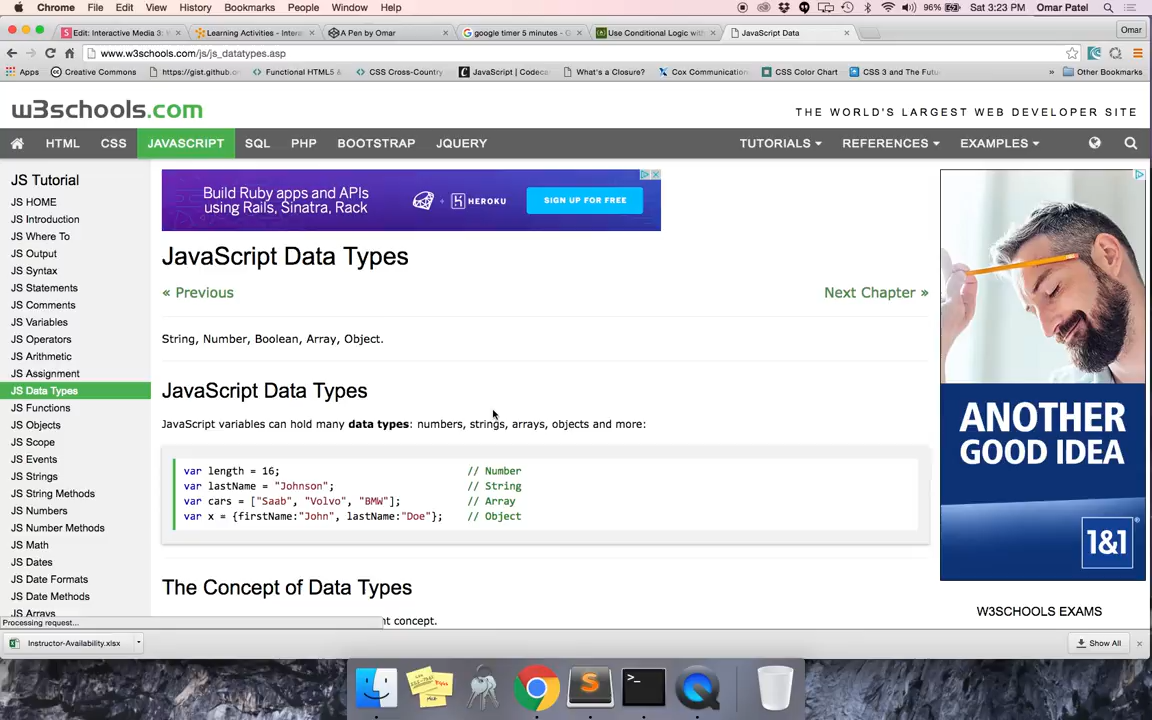 Chrome File Edit View History Bookmarks People Window Help 96% Sat 3:23 PM Omar Patel
Edit: Interactive Media 3: Learning Activities - Intera A Pen by Omar google timer 5 minutes - G Use Conditional Logic with JavaScript Data Omar
www.w3schools.com/js/js_datatypes.asp
Apps Creative Commons https://gist.github.co Functional HTML5 & CSS Cross-Country JavaScript | Codeca What's a Closure? Cox Communication CSS Color Chart CSS 3 and The Futu » Other Bookmarks
w3schools.com
THE WORLD'S LARGEST WEB DEVELOPER SITE
HTML CSS JAVASCRIPT SQL PHP BOOTSTRAP JQUERY TUTORIALS REFERENCES EXAMPLES
JS Tutorial
JS HOME
JS Introduction
JS Where To
JS Output
JS Syntax
JS Statements
JS Comments
JS Variables
JS Operators
JS Arithmetic
JS Assignment
JS Data Types
JS Functions
JS Objects
JS Scope
JS Events
JS Strings
JS String Methods
JS Numbers
JS Number Methods
JS Math
JS Dates
JS Date Formats
JS Date Methods
JS Arrays
Build Ruby apps and APIs
using Rails, Sinatra, Rack
HEROKU
SIGN UP FOR FREE
JavaScript Data Types
« Previous
Next Chapter »
String, Number, Boolean, Array, Object.
JavaScript Data Types
JavaScript variables can hold many data types: numbers, strings, arrays, objects and more:
var length = 16; // Number
var lastName = "Johnson"; // String
var cars = ["Saab", "Volvo", "BMW"]; // Array
var x = {firstName:"John", lastName:"Doe"}; // Object
The Concept of Data Types
nt concept.
ANOTHER
GOOD IDEA
1&1
W3SCHOOLS EXAMS
Processing request...
Instructor-Availability.xlsx
Show All